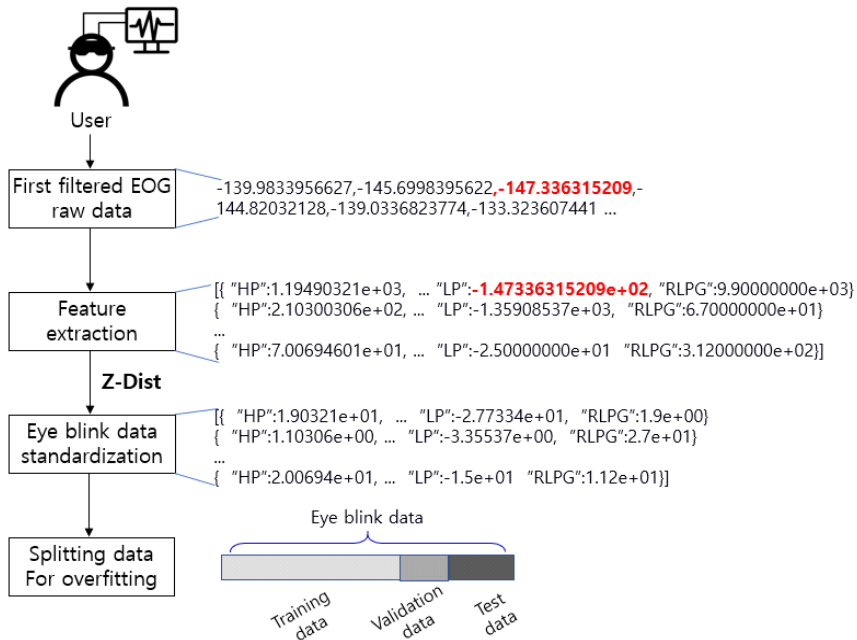 User
First filtered EOG
raw data
-139.9833956627,-145.6998395622,-147.336315209,-
144.82032128,-139.0336823774,-133.323607441 ...
Feature
extraction
[{ "HP":1.19490321e+03, ... "LP":-1.47336315209e+02, "RLPG":9.90000000e+03}
{ "HP":2.10300306e+02, ... "LP":-1.35908537e+03, "RLPG":6.70000000e+01}
...
{ "HP":7.00694601e+01, ... "LP":-2.50000000e+01 "RLPG":3.12000000e+02}]
Z-Dist
Eye blink data
standardization
[{ "HP":1.90321e+01, ... "LP":-2.77334e+01, "RLPG":1.9e+00}
{ "HP":1.10306e+00, ... "LP":-3.35537e+00, "RLPG":2.7e+01}
...
{ "HP":2.00694e+01, ... "LP":-1.5e+01 "RLPG":1.12e+01}]
Splitting data
For overfitting
Eye blink data
Training
data
Validation
data
Test
data